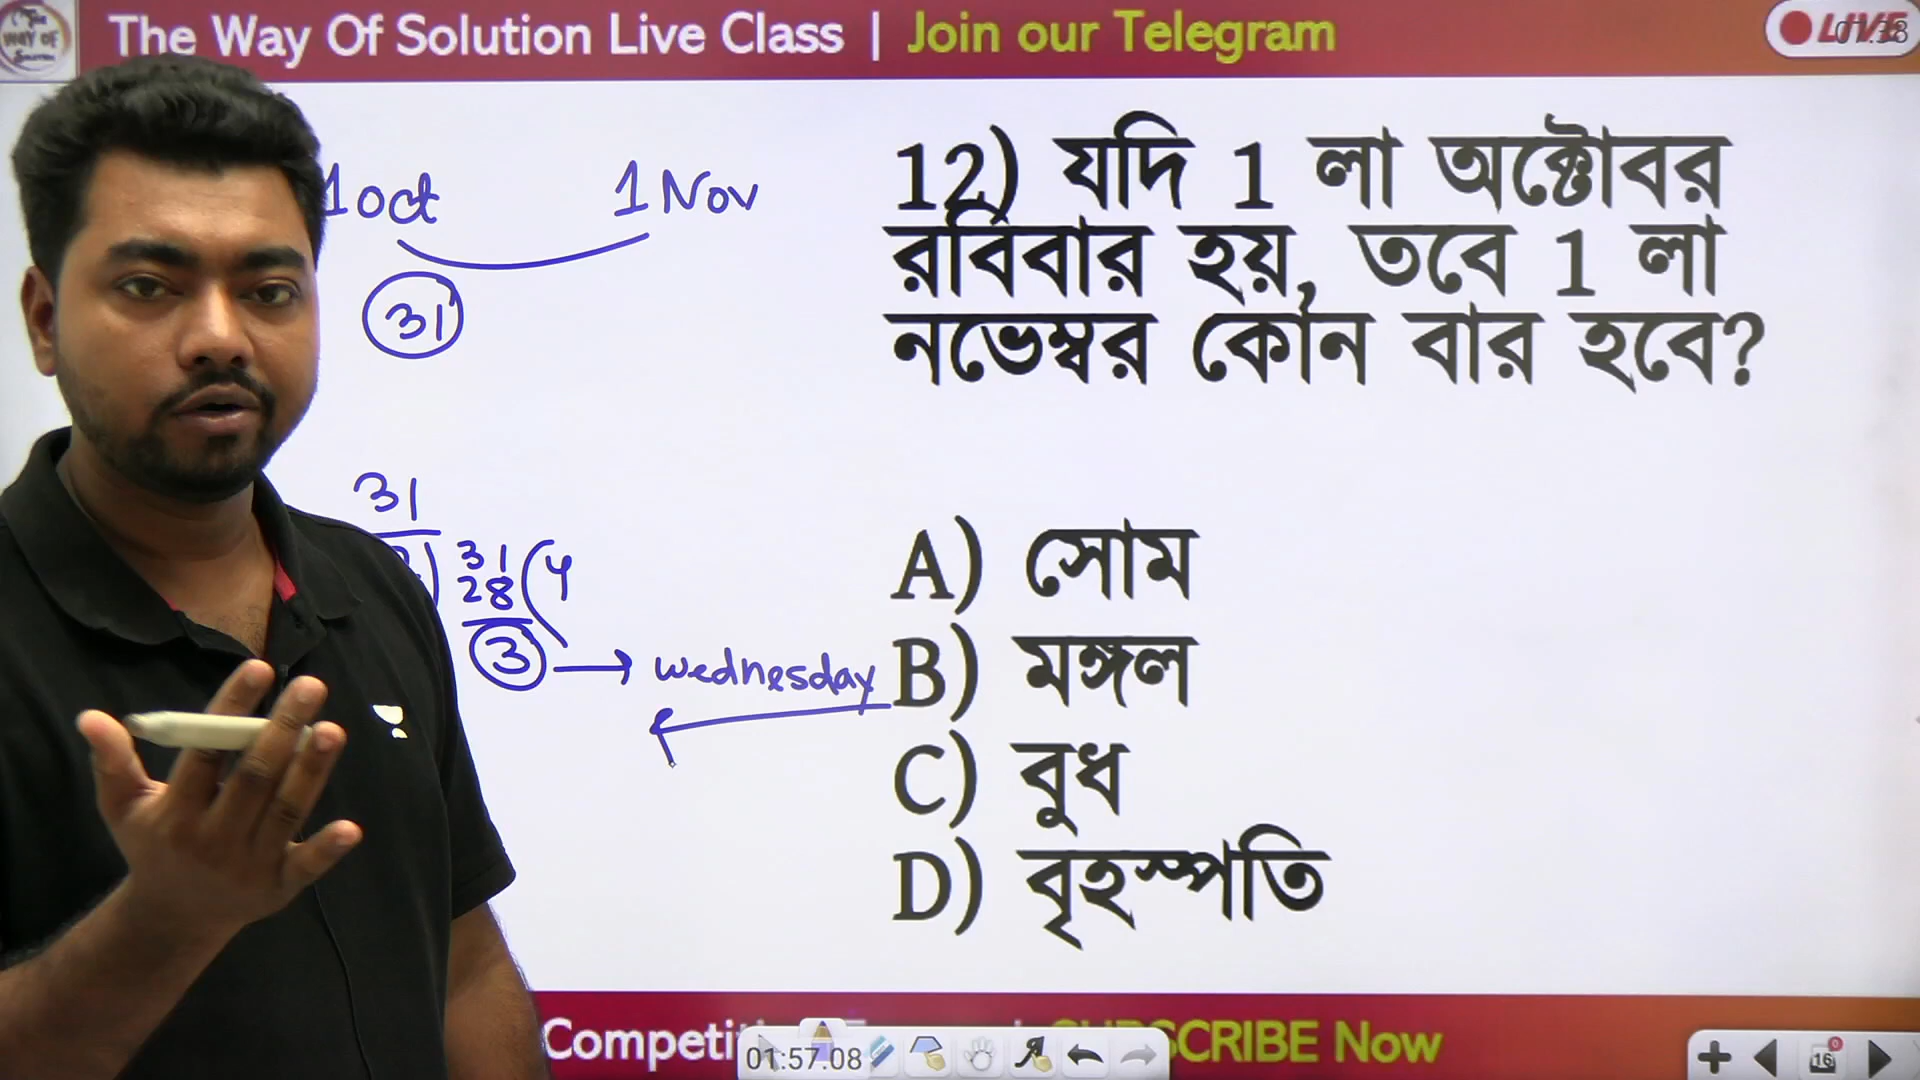 The Way Of Solution Live Class | Join our Telegram
LIVE
12) যদি 1 লা অক্টোবর
রবিবার হয়, তবে 1 লা
নভেম্বর কোন বার হবে?
1 oct 1 Nov
31
31
31 (4
28
3 → wednesday
A) সোম
B) মঙ্গল
C) বুধ
D) বৃহস্পতি
SCRIBE Now
01:57.08
16
0